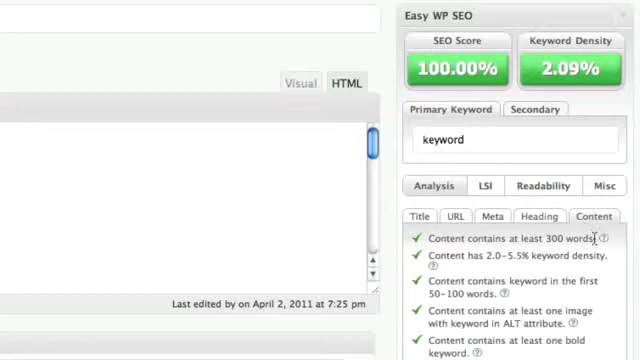 Easy WP SEO
SEO Score
Keyword Density
100.00%
2.09%
Visual
HTML
Primary Keyword
Secondary
keyword
Analysis
LSI
Readability
Misc
Title
URL
Meta
Heading
Content
Content contains at least 300 words. ?
Content has 2.0-5.5% keyword density.
?
Content contains keyword in the first
50-100 words. ?
Content contains at least one image
with keyword in ALT attribute. ?
Content contains at least one bold
keyword. ?
Last edited by on April 2, 2011 at 7:25 pm